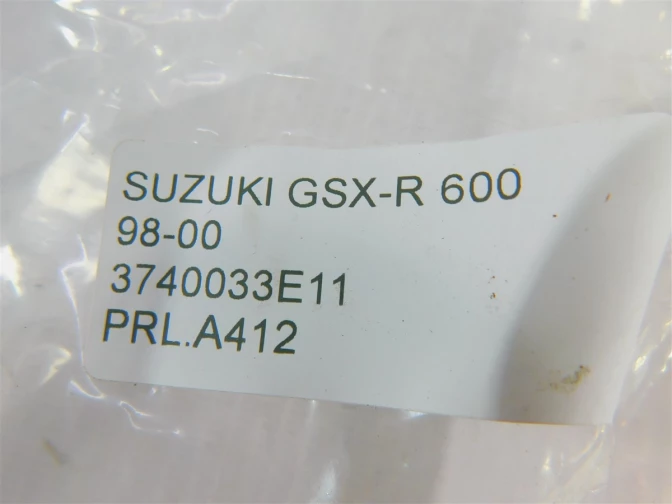 SUZUKI GSX-R 600
98-00
3740033E11
PRL.A412